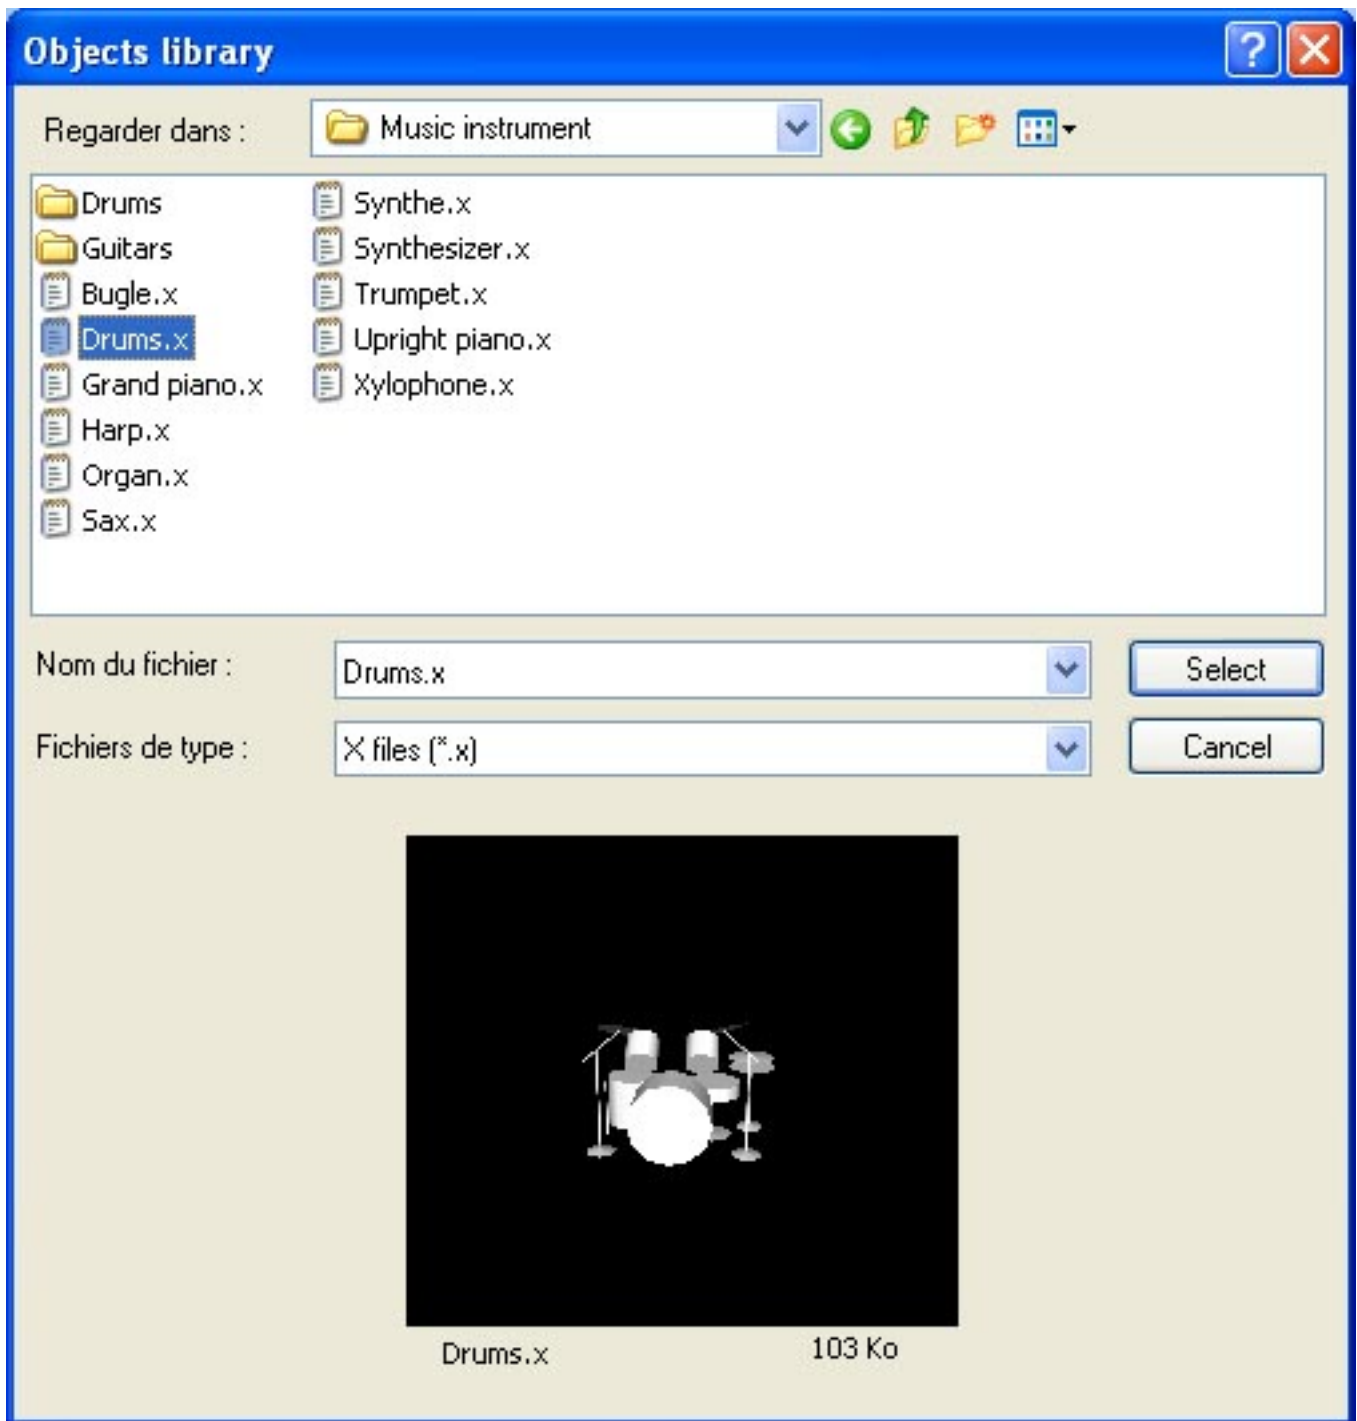 Objects library
Regarder dans :
Music instrument
Drums
Guitars
Bugle.x
Drums.x
Grand piano.x
Harp.x
Organ.x
Sax.x
Synthe.x
Synthesizer.x
Trumpet.x
Upright piano.x
Xylophone.x
Nom du fichier :
Drums.x
Select
Fichiers de type :
X files (*.x)
Cancel
Drums.x
103 Ko